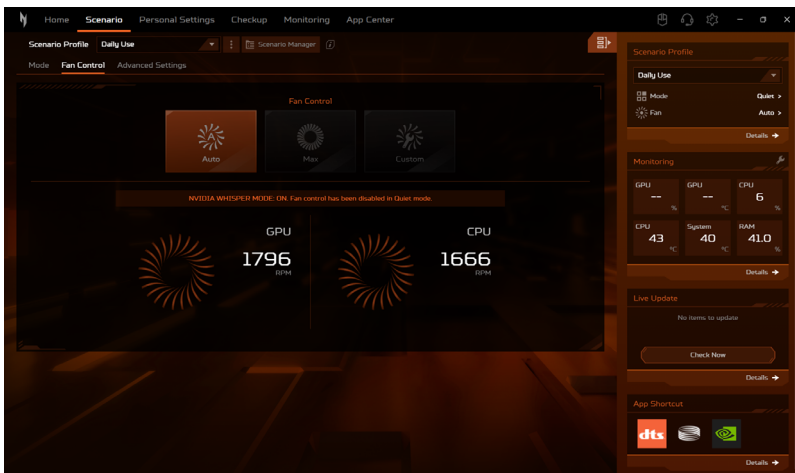 Home Scenario Personal Settings Checkup Monitoring App Center
Scenario Profile Daily Use Scenario Manager
Mode Fan Control Advanced Settings
Fan Control
Auto Max Custom
NVIDIA WHISPER MODE: ON. Fan control has been disabled in Quiet mode.
GPU
1796
RPM
CPU
1666
RPM
Scenario Profile
Daily Use
Mode Quiet >
Fan Auto >
Details
Monitoring
GPU GPU CPU
-- -- 6
% °C %
CPU System RAM
43 40 41.0
°C °C %
Details
Live Update
No items to update
Check Now
Details
App Shortcut
dts
Details